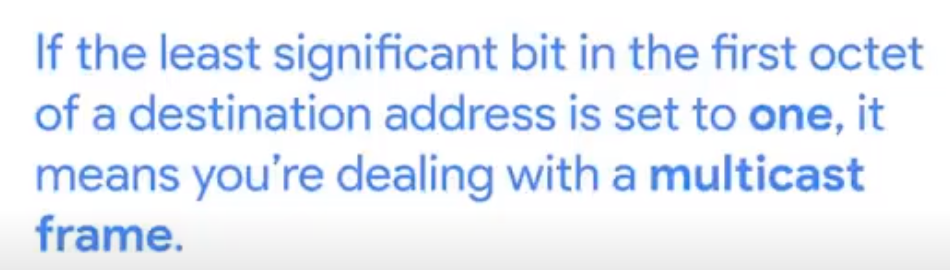 If the least significant bit in the first octet
of a destination address is set to one, it
means you’re dealing with a multicast
frame.